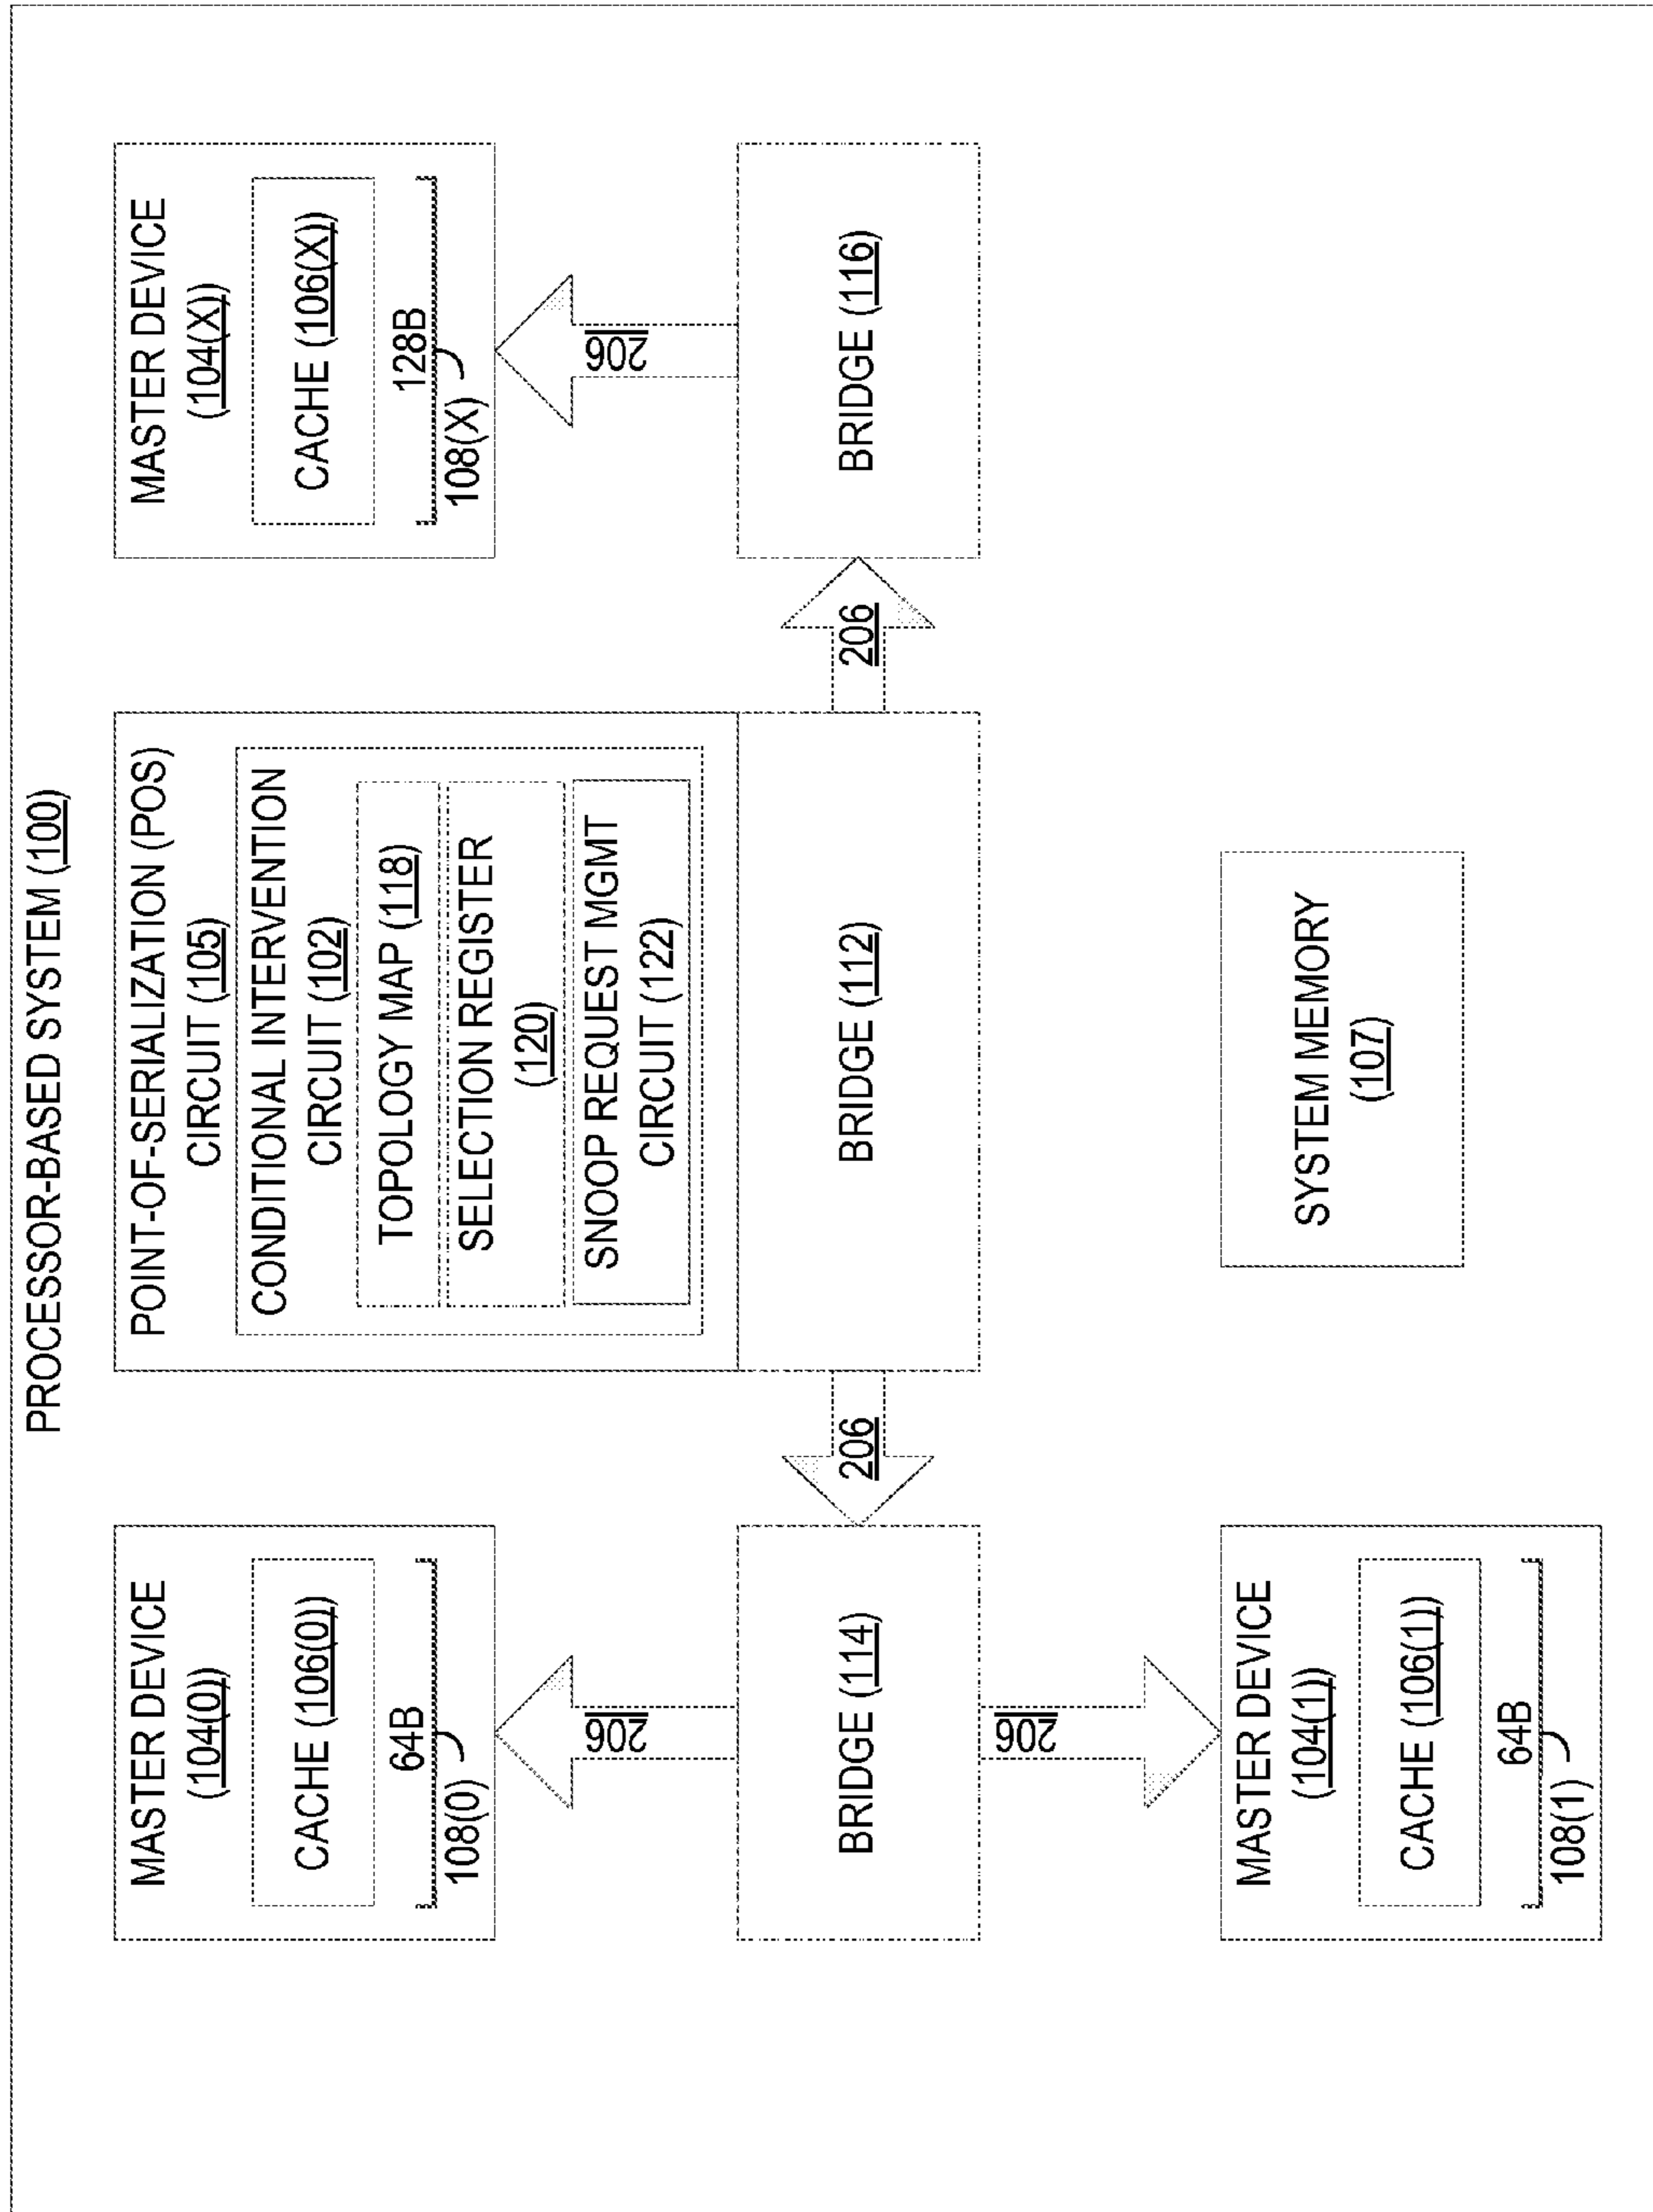 PROCESSOR-BASED SYSTEM (100)
MASTER DEVICE
(104(0))
CACHE (106(0))
64B
108(0)
POINT-OF-SERIALIZATION (POS)
CIRCUIT (105)
CONDITIONAL INTERVENTION
CIRCUIT (102)
TOPOLOGY MAP (118)
SELECTION REGISTER
(120)
SNOOP REQUEST MGMT
CIRCUIT (122)
MASTER DEVICE
(104(X))
CACHE (106(X))
128B
108(X)
206
206
BRIDGE (114)
206
BRIDGE (112)
206
BRIDGE (116)
206
MASTER DEVICE
(104(1))
CACHE (106(1))
64B
108(1)
SYSTEM MEMORY
(107)